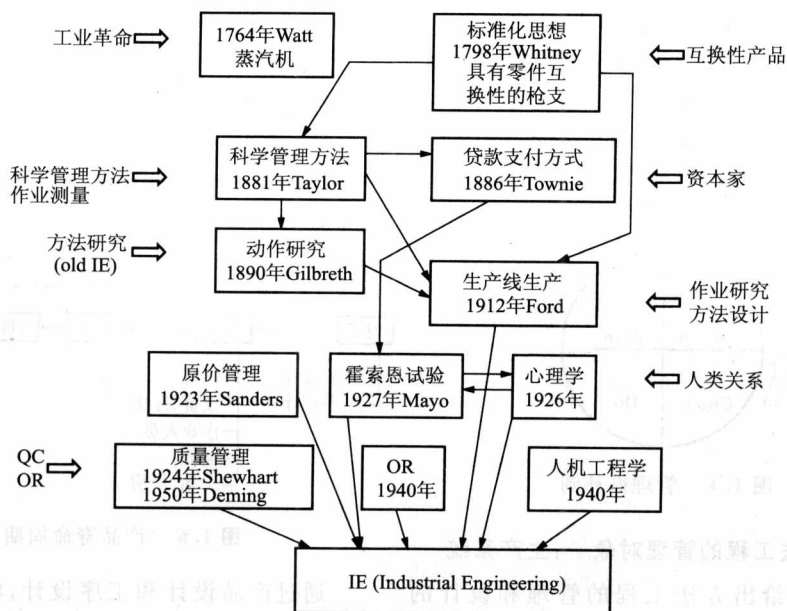 工业革命
1764年Watt
蒸汽机
标准化思想
1798年Whitney
具有零件互
换性的枪支
互换性产品
科学管理方法
作业测量
科学管理方法
1881年Taylor
贷款支付方式
1886年Townie
资本家
方法研究
(old IE)
动作研究
1890年Gilbreth
生产线生产
1912年Ford
作业研究
方法设计
原价管理
1923年Sanders
霍索恩试验
1927年Mayo
心理学
1926年
人类关系
QC
OR
质量管理
1924年Shewhart
1950年Deming
OR
1940年
人机工程学
1940年
IE (Industrial Engineering)